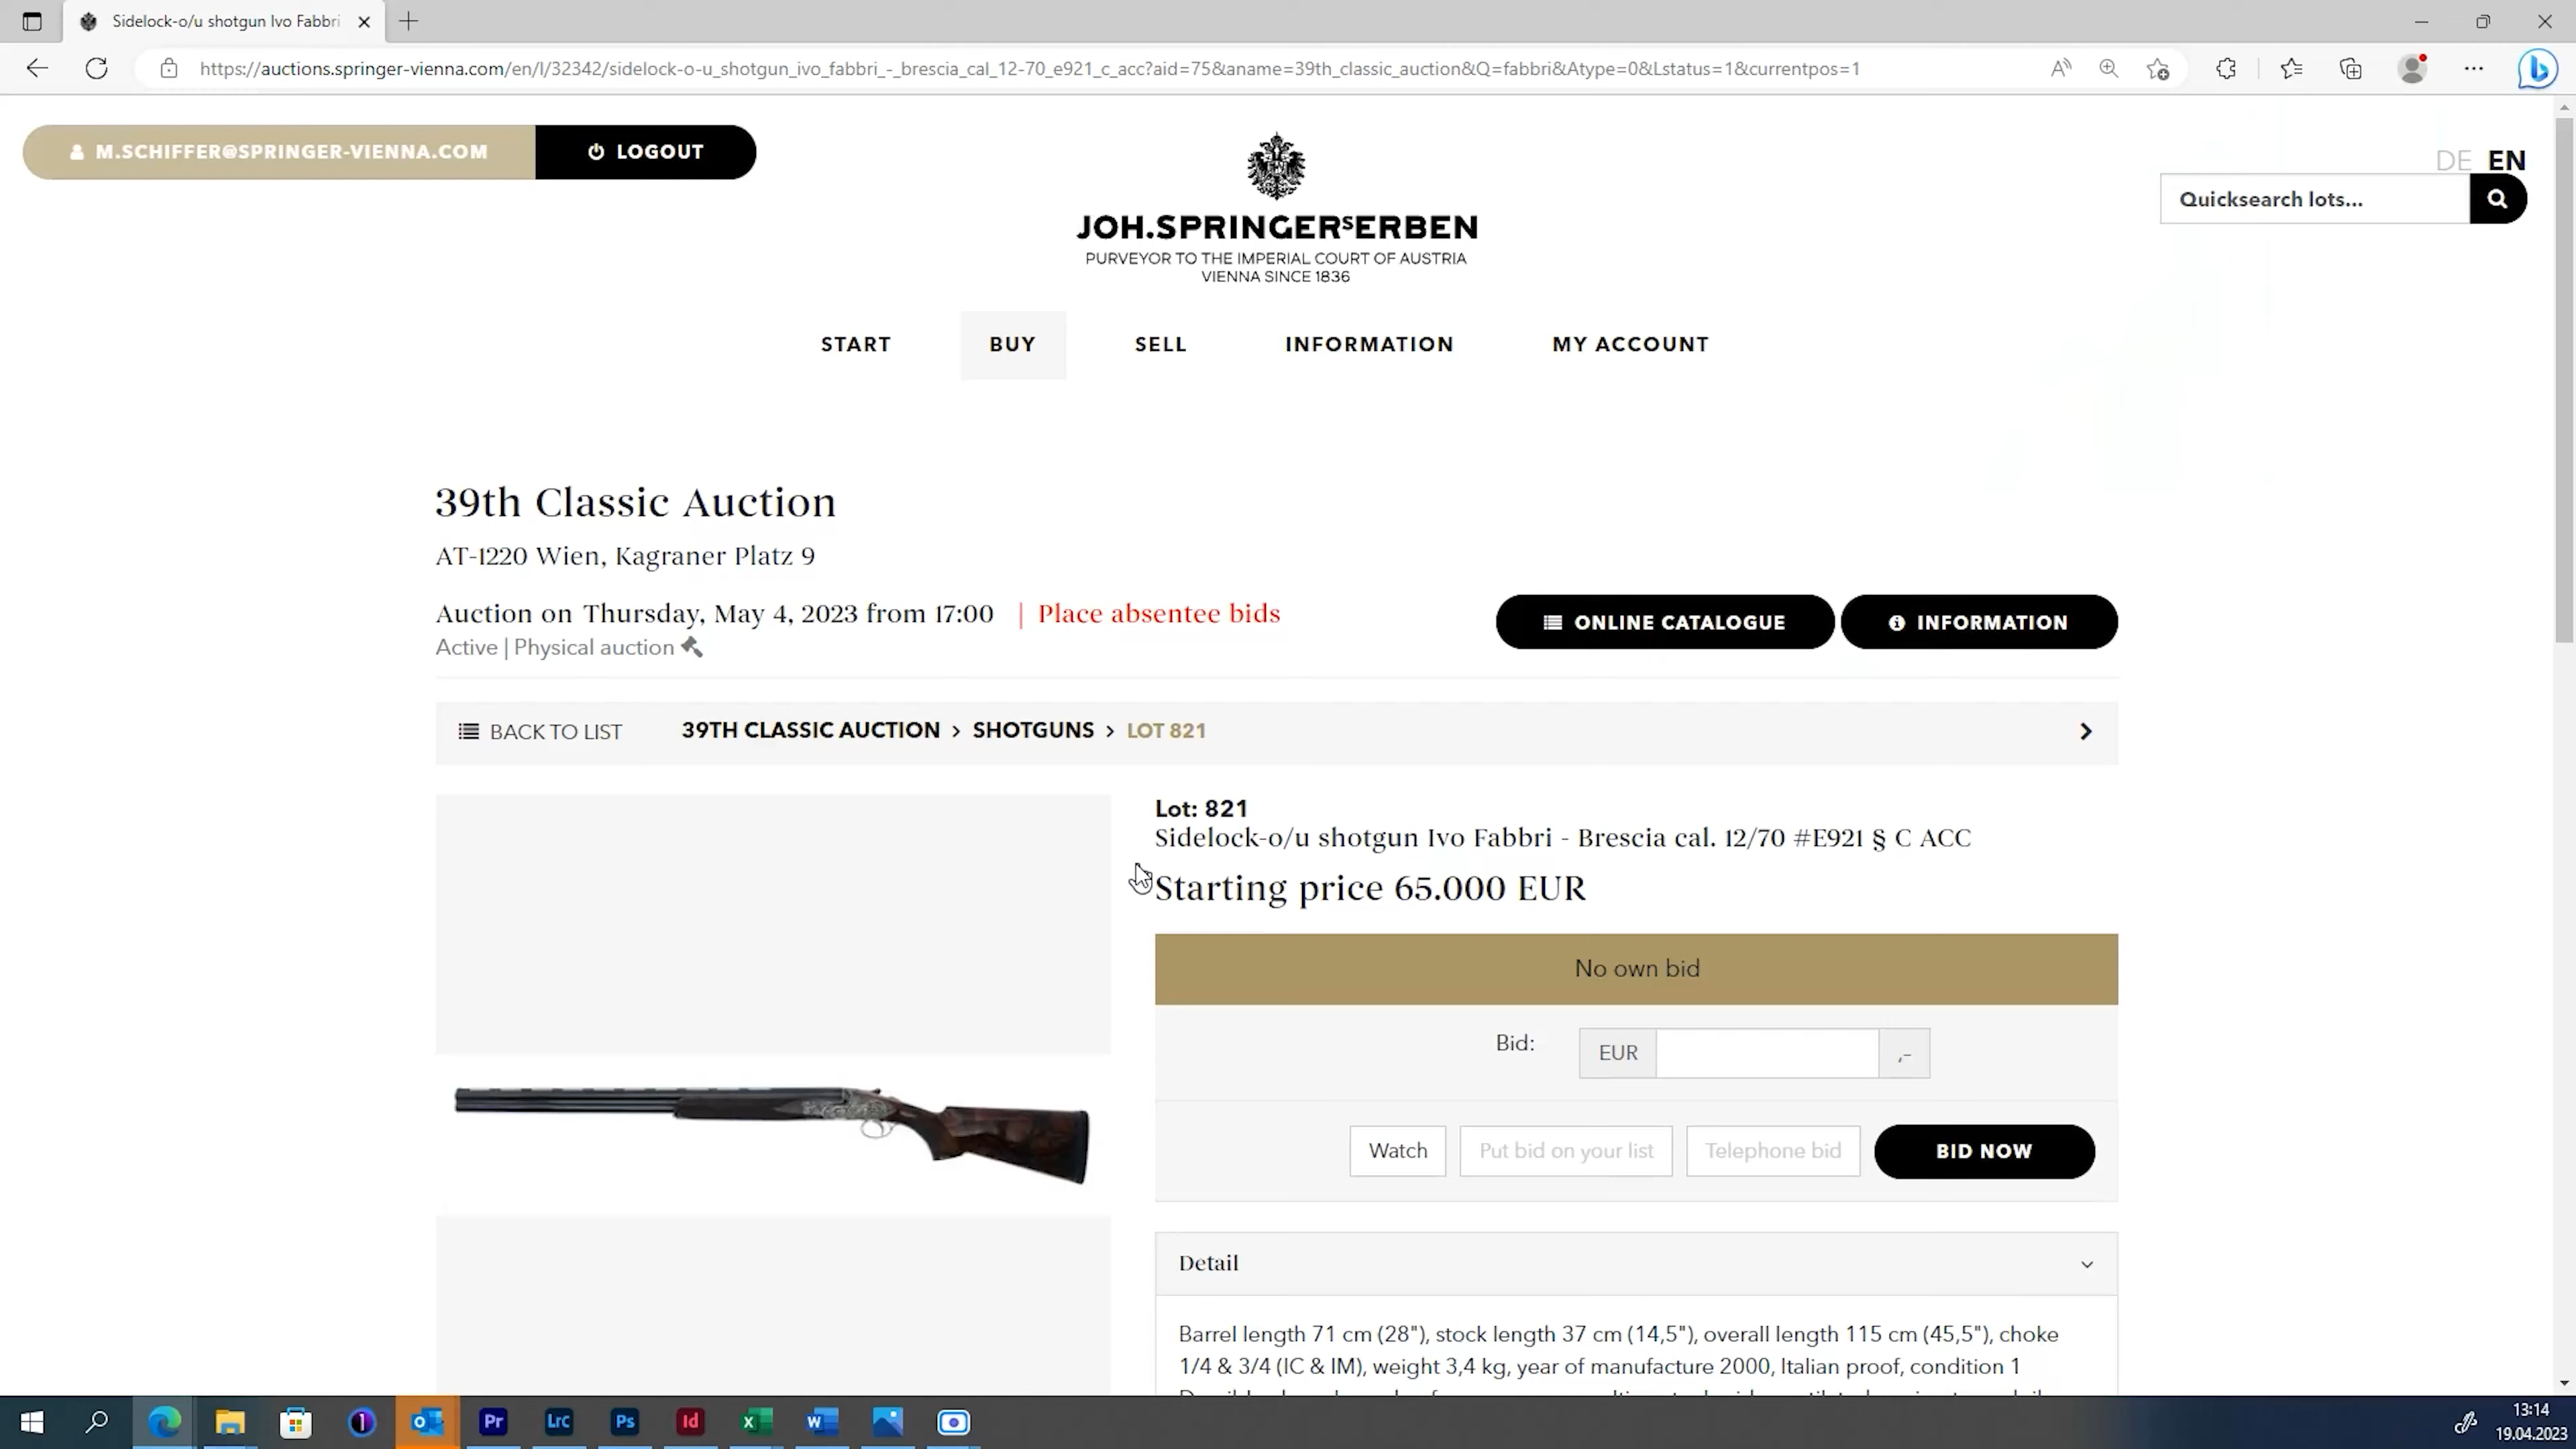 Sidelock-o/u shotgun Ivo Fabbri
https://auctions.springer-vienna.com/en/l/32342/sidelock-o-u_shotgun_ivo_fabbri_-_brescia_cal_12-70_e921_c_acc?aid=75&aname=39th_classic_auction&Q=fabbri&Atype=0&Lstatus=1&currentpos=1
M.SCHIFFER@SPRINGER-VIENNA.COM LOGOUT
DE EN
Quicksearch lots...
JOH.SPRINGERsERBEN
PURVEYOR TO THE IMPERIAL COURT OF AUSTRIA
VIENNA SINCE 1836
START BUY SELL INFORMATION MY ACCOUNT
39th Classic Auction
AT-1220 Wien, Kagraner Platz 9
Auction on Thursday, May 4, 2023 from 17:00 | Place absentee bids
Active | Physical auction
ONLINE CATALOGUE INFORMATION
BACK TO LIST 39TH CLASSIC AUCTION > SHOTGUNS > LOT 821
Lot: 821
Sidelock-o/u shotgun Ivo Fabbri - Brescia cal. 12/70 #E921 § C ACC
Starting price 65.000 EUR
No own bid
Bid: EUR ,-
Watch Put bid on your list Telephone bid BID NOW
Detail
Barrel length 71 cm (28"), stock length 37 cm (14,5"), overall length 115 cm (45,5"), choke
1/4 & 3/4 (IC & IM), weight 3,4 kg, year of manufacture 2000, Italian proof, condition 1
Pr Lrc Ps Id
13:14
19.04.2023